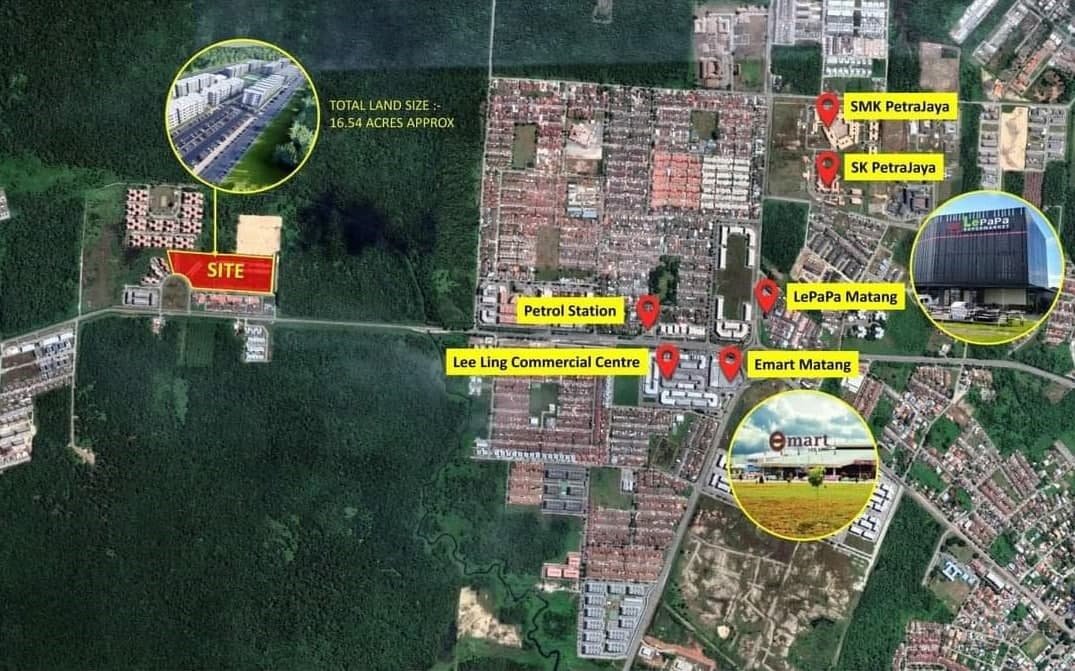 TOTAL LAND SIZE :-
16.54 ACRES APPROX
SMK PetraJaya
SK PetraJaya
LePaPa
SITE
LePaPa Matang
Petrol Station
Lee Ling Commercial Centre
Emart Matang
emart